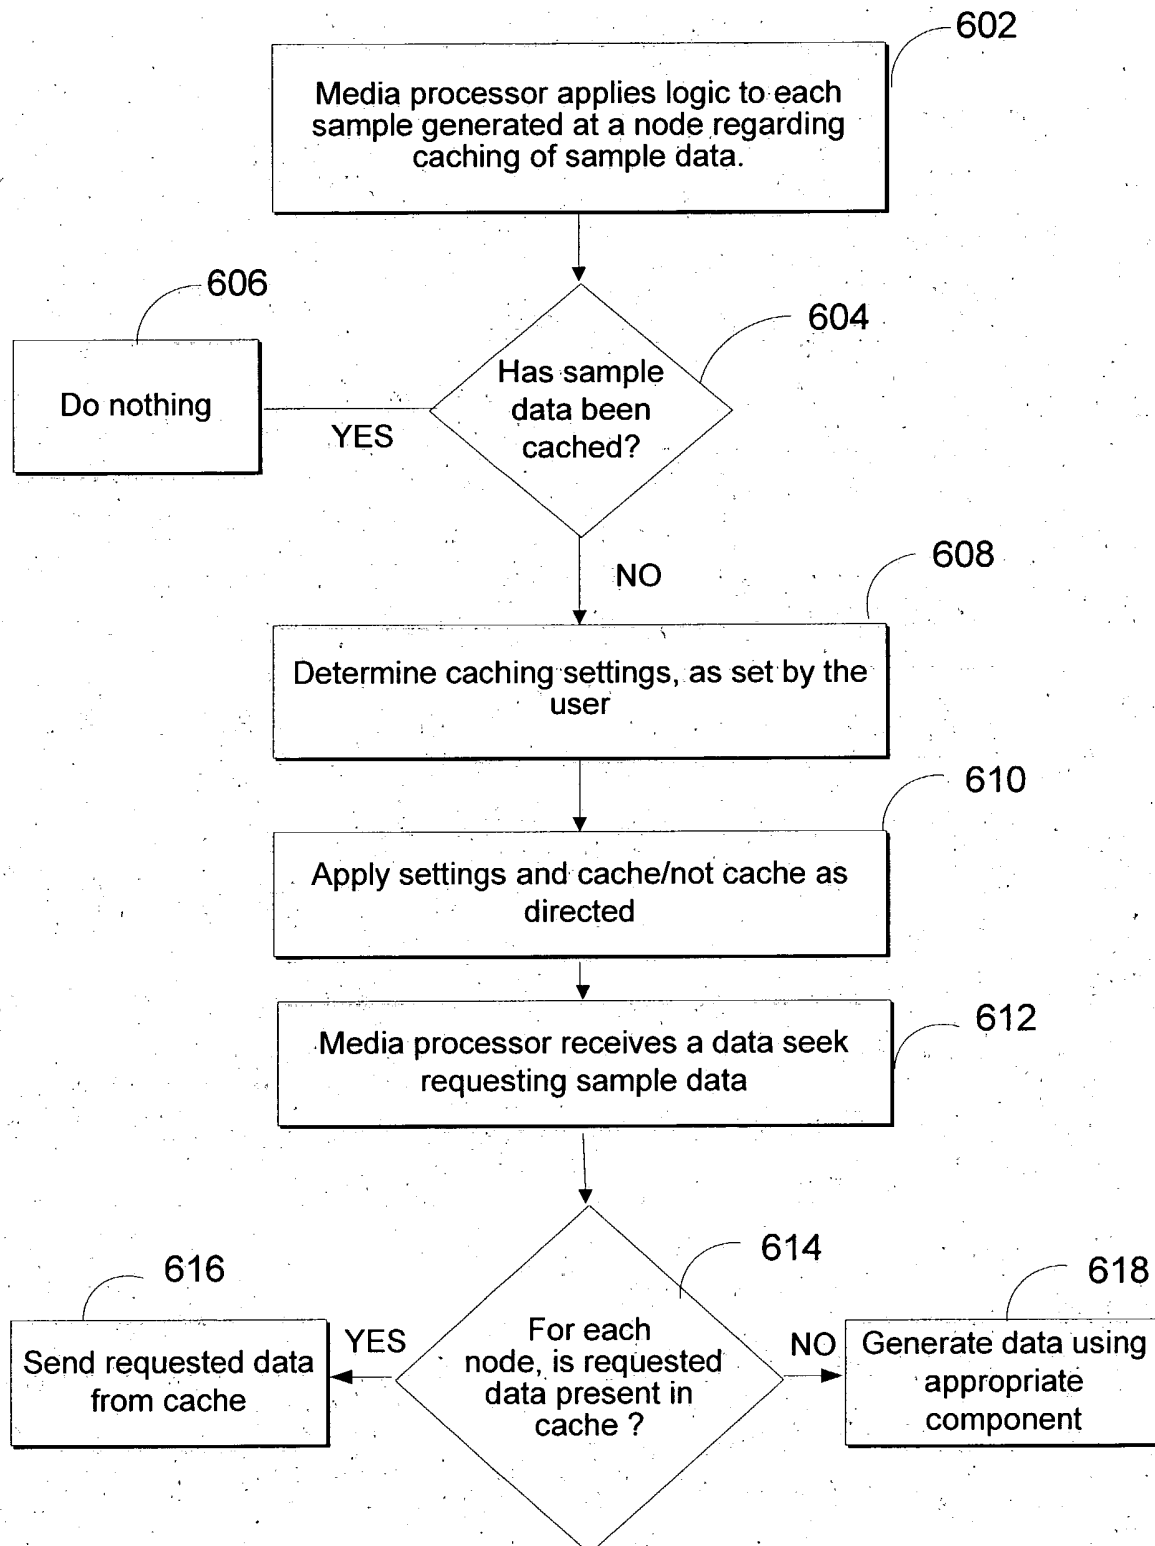 602
Media processor applies logic to each
sample generated at a node regarding
caching of sample data.
606
604
Do nothing
YES
Has sample
data been
cached?
NO
608
Determine caching settings, as set by the
user
610
Apply settings and cache/not cache as
directed
612
Media processor receives a data seek
requesting sample data
614
616
618
YES
NO
Send requested data
from cache
For each
node, is requested
data present in
cache ?
Generate data using
appropriate
component